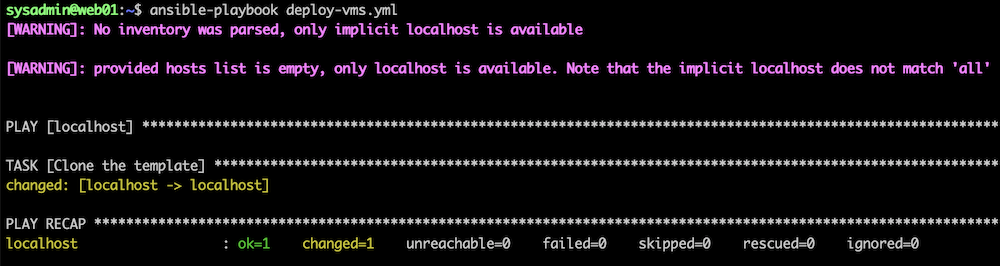 sysadmin@web01:~$ ansible-playbook deploy-vms.yml
[WARNING]: No inventory was parsed, only implicit localhost is available
[WARNING]: provided hosts list is empty, only localhost is available. Note that the implicit localhost does not match 'all'
PLAY [localhost] ***********************************************************************************************************
TASK [Clone the template] **************************************************************************************************
changed: [localhost -> localhost]
PLAY RECAP *****************************************************************************************************************
localhost                  : ok=1    changed=1    unreachable=0    failed=0    skipped=0    rescued=0    ignored=0